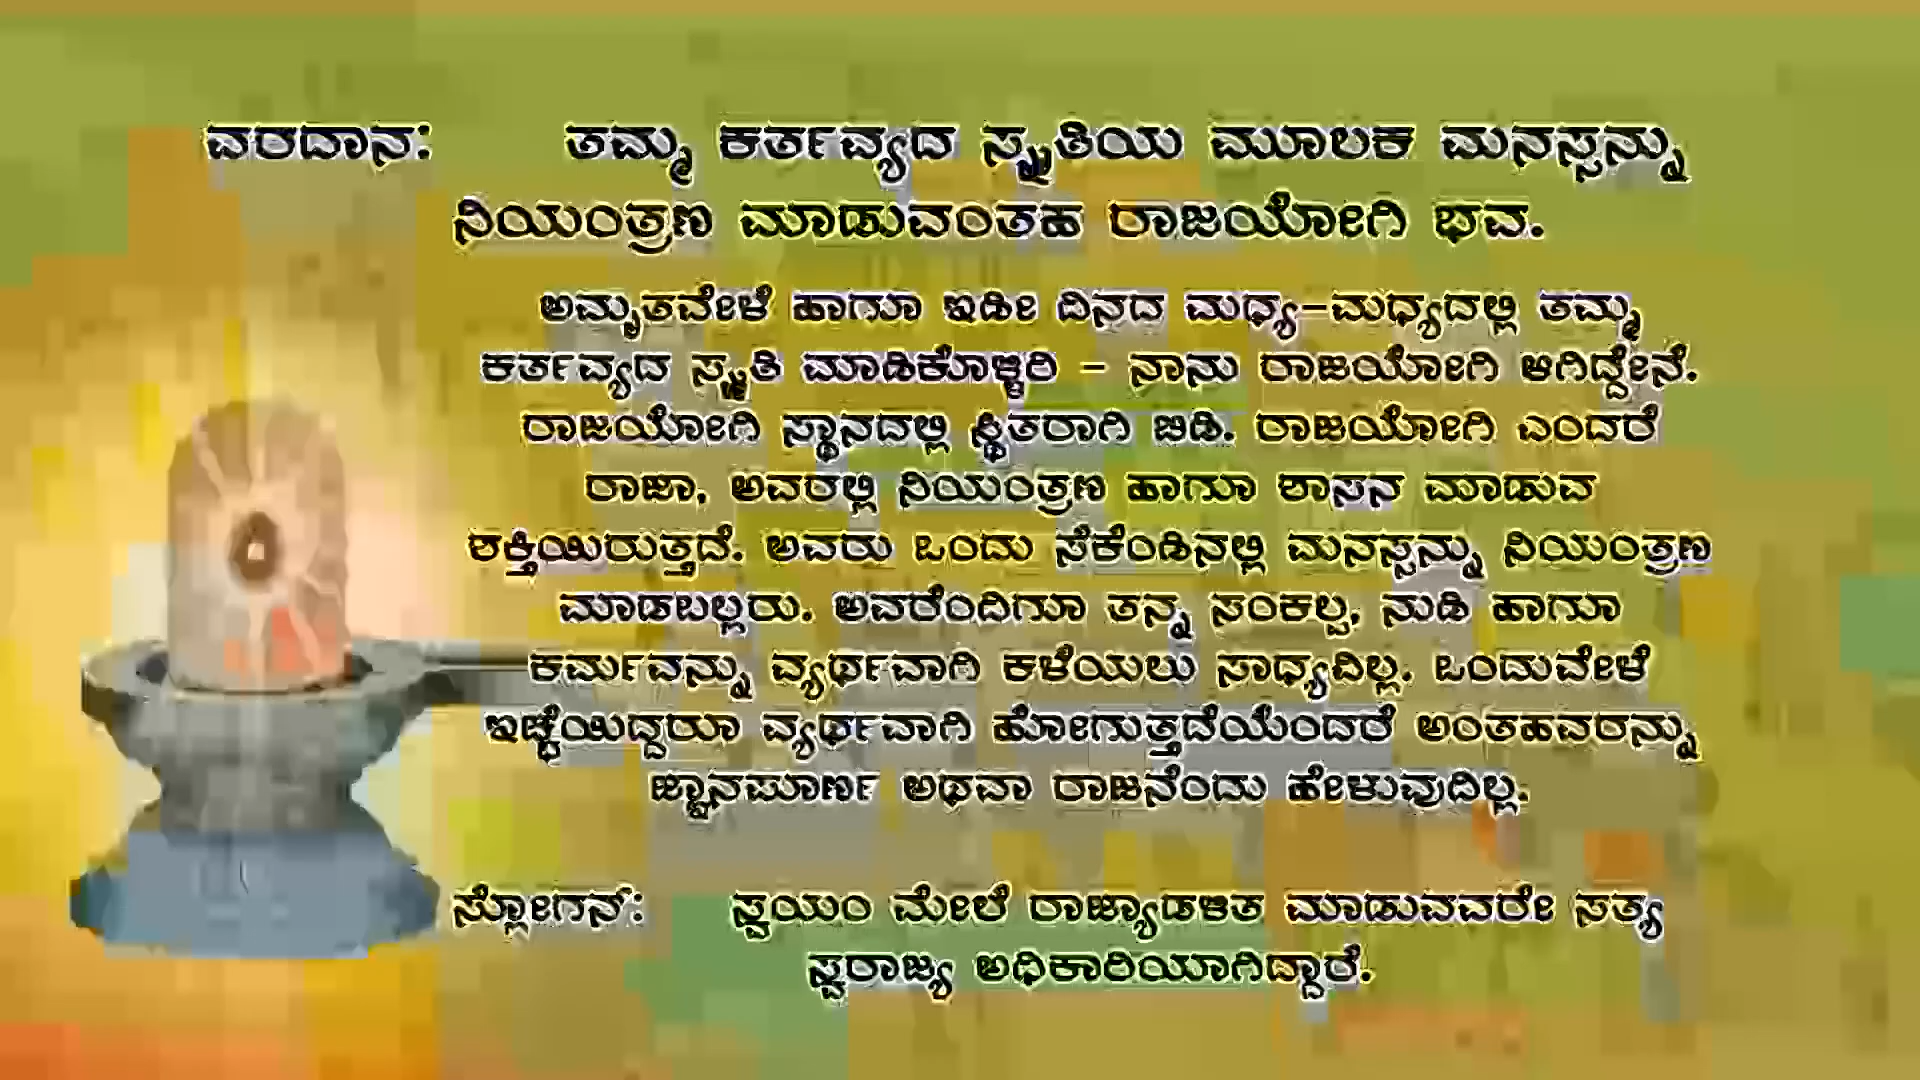 ವರದಾನ: ತಮ್ಮ ಕರ್ತವ್ಯದ ಸ್ಮೃತಿಯ ಮೂಲಕ ಮನಸ್ಸನ್ನು
ನಿಯಂತ್ರಣ ಮಾಡುವಂತಹ ರಾಜಯೋಗಿ ಭವ.
ಅಮೃತವೇಳೆ ಹಾಗೂ ಇಡೀ ದಿನದ ಮಧ್ಯ-ಮಧ್ಯದಲ್ಲಿ ತಮ್ಮ
ಕರ್ತವ್ಯದ ಸ್ಮೃತಿ ಮಾಡಿಕೊಳ್ಳಿರಿ - ನಾನು ರಾಜಯೋಗಿ ಆಗಿದ್ದೇನೆ.
ರಾಜಯೋಗಿ ಸ್ಥಾನದಲ್ಲಿ ಸ್ಥಿತರಾಗಿ ಬಿಡಿ. ರಾಜಯೋಗಿ ಎಂದರೆ
ರಾಜಾ, ಅವರಲ್ಲಿ ನಿಯಂತ್ರಣ ಹಾಗೂ ಶಾಸನ ಮಾಡುವ
ಶಕ್ತಿಯಿರುತ್ತದೆ. ಅವರು ಒಂದು ಸೆಕೆಂಡಿನಲ್ಲಿ ಮನಸ್ಸನ್ನು ನಿಯಂತ್ರಣ
ಮಾಡಬಲ್ಲರು. ಅವರೆಂದಿಗೂ ತನ್ನ ಸಂಕಲ್ಪ, ನುಡಿ ಹಾಗೂ
ಕರ್ಮವನ್ನು ವ್ಯರ್ಥವಾಗಿ ಕಳೆಯಲು ಸಾಧ್ಯವಿಲ್ಲ. ಒಂದುವೇಳೆ
ಇಚ್ಛೆಯಿದ್ದರೂ ವ್ಯರ್ಥವಾಗಿ ಹೋಗುತ್ತದೆಯೆಂದರೆ ಅಂತಹವರನ್ನು
ಜ್ಞಾನಪೂರ್ಣ ಅಥವಾ ರಾಜನೆಂದು ಹೇಳುವುದಿಲ್ಲ.
ಸ್ಲೋಗನ್: ಸ್ವಯಂ ಮೇಲೆ ರಾಜ್ಯಾಡಳಿತ ಮಾಡುವವರೇ ಸತ್ಯ
ಸ್ವರಾಜ್ಯ ಅಧಿಕಾರಿಯಾಗಿದ್ದಾರೆ.